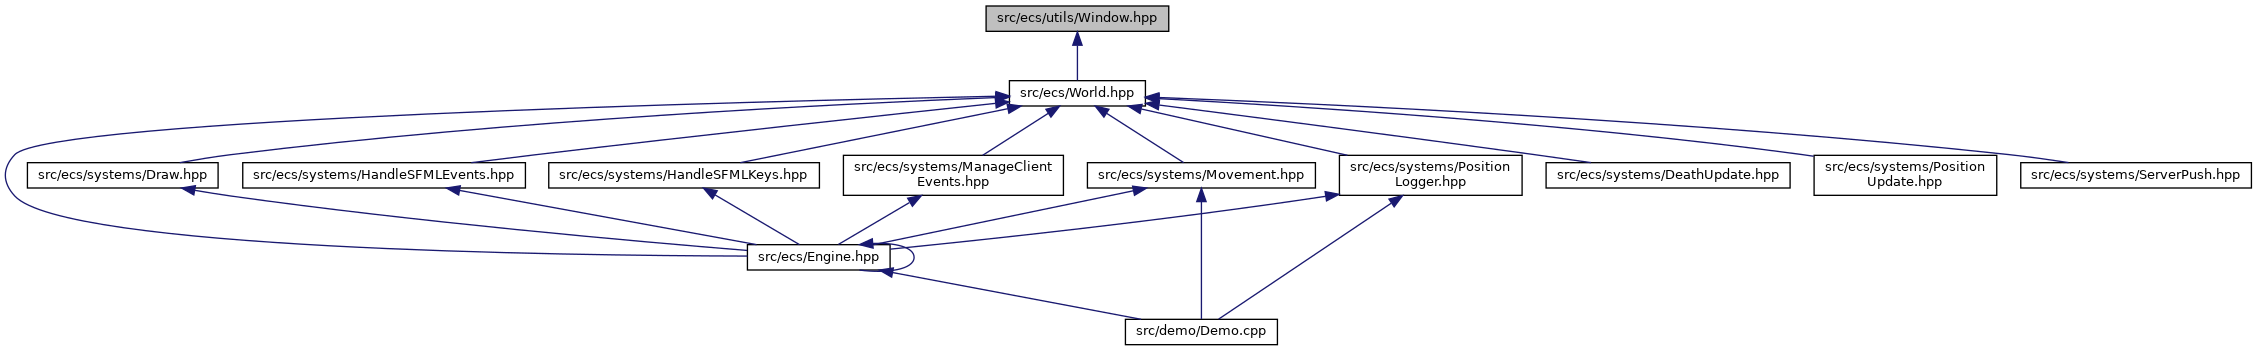 src/ecs/utils/Window.hpp
src/ecs/World.hpp
src/ecs/systems/Draw.hpp
src/ecs/systems/HandleSFMLEvents.hpp
src/ecs/systems/HandleSFMLKeys.hpp
src/ecs/systems/ManageClient
Events.hpp
src/ecs/systems/Movement.hpp
src/ecs/systems/Position
Logger.hpp
src/ecs/systems/DeathUpdate.hpp
src/ecs/systems/Position
Update.hpp
src/ecs/systems/ServerPush.hpp
src/ecs/Engine.hpp
src/demo/Demo.cpp